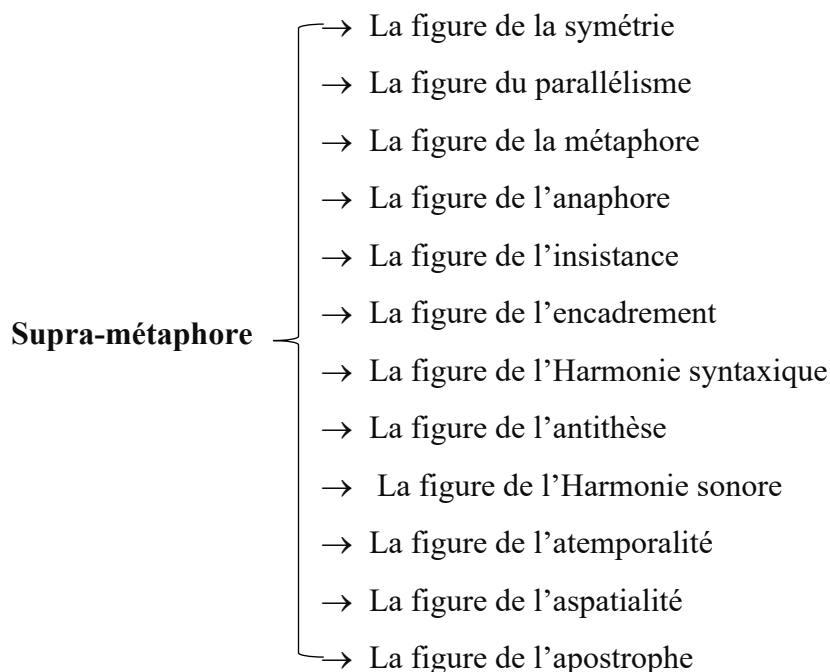 → La figure de la symétrie
→ La figure du parallélisme
→ La figure de la métaphore
→ La figure de l’anaphore
→ La figure de l’insistance
→ La figure de l’encadrement
Supra-métaphore
→ La figure de l’Harmonie syntaxique
→ La figure de l’antithèse
→ La figure de l’Harmonie sonore
→ La figure de l’atemporalité
→ La figure de l’aspatialité
→ La figure de l’apostrophe